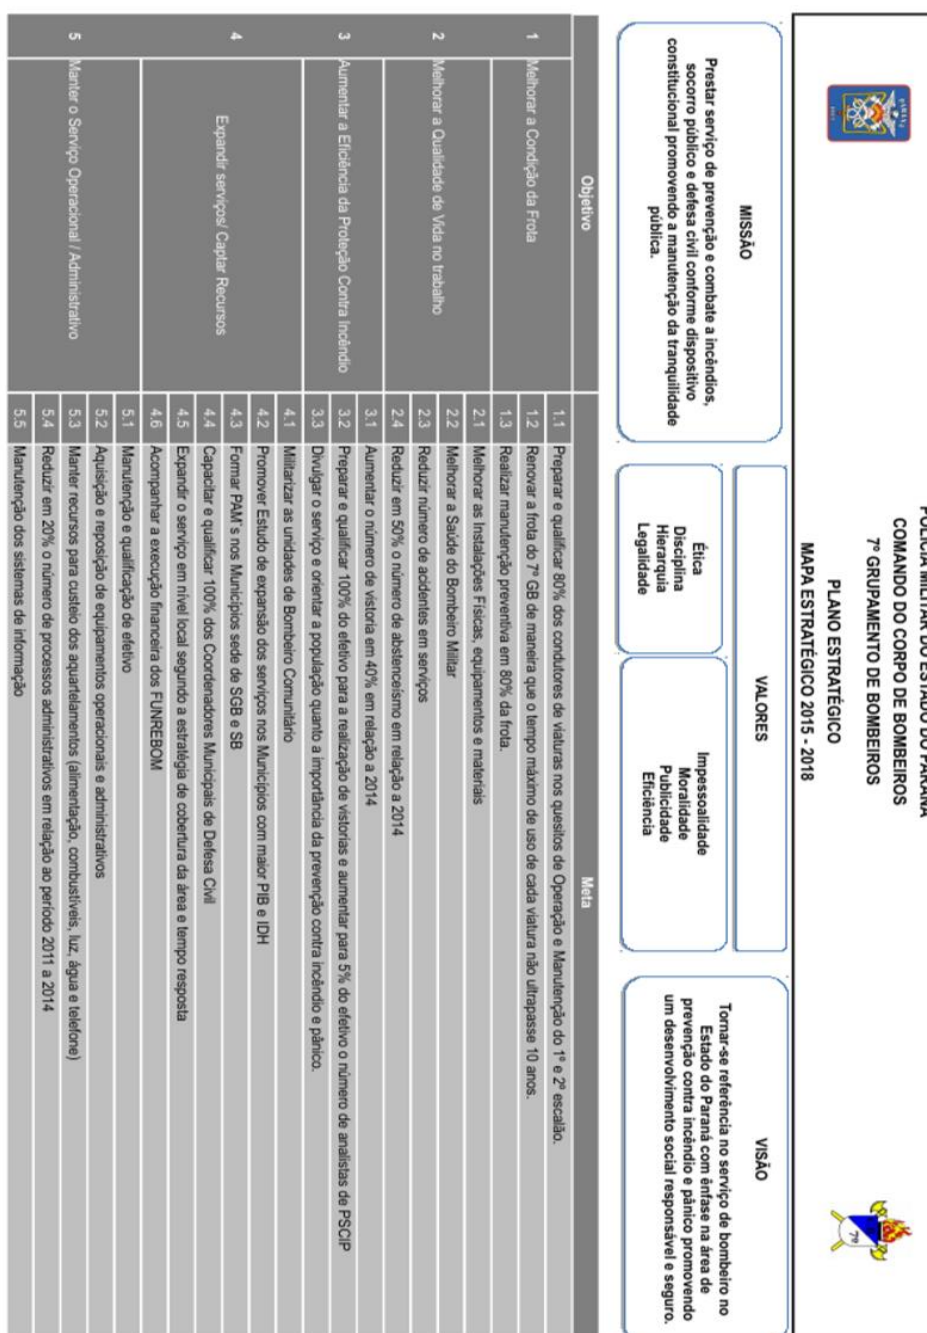 POLÍCIA MILITAR DO ESTADO DO PARANÁ
COMANDO DO CORPO DE BOMBEIROS
7º GRUPAMENTO DE BOMBEIROS
PLANO ESTRATÉGICO
MAPA ESTRATÉGICO 2015 - 2018
PARANÁ
7º
MISSÃO
Prestar serviço de prevenção e combate a incêndios,
socorro público e defesa civil conforme dispositivo
constitucional promovendo a manutenção da tranquilidade
pública.
VALORES
Ética
Disciplina
Hierarquia
Legalidade
Impessoalidade
Moralidade
Publicidade
Eficiência
VISÃO
Tornar-se referência no serviço de bombeiro no
Estado do Paraná com ênfase na área de
prevenção contra incêndio e pânico promovendo
um desenvolvimento social responsável e seguro.
Objetivo
Meta
1 Melhorar a Condição da Frota
1.1 Preparar e qualificar 80% dos condutores de viaturas nos quesitos de Operação e Manutenção do 1º e 2º escalão.
1.2 Renovar a frota do 7º GB de maneira que o tempo máximo de uso de cada viatura não ultrapasse 10 anos.
1.3 Realizar manutenção preventiva em 80% da frota.
2 Melhorar a Qualidade de Vida no trabalho
2.1 Melhorar as Instalações Físicas, equipamentos e materiais
2.2 Melhorar a Saúde do Bombeiro Militar
2.3 Reduzir número de acidentes em serviços
2.4 Reduzir em 50% o número de abstenceísmo em relação a 2014
3 Aumentar a Eficiência da Proteção Contra Incêndio
3.1 Aumentar o número de vistoria em 40% em relação a 2014
3.2 Preparar e qualificar 100% do efetivo para a realização de vistorias e aumentar para 5% do efetivo o número de analistas de PSCIP
3.3 Divulgar o serviço e orientar a população quanto a importância da prevenção contra incêndio e pânico.
4 Expandir serviços/ Captar Recursos
4.1 Militarizar as unidades de Bombeiro Comunitário
4.2 Promover Estudo de expansão dos serviços nos Municípios com maior PIB e IDH
4.3 Formar PAM´s nos Municípios sede de SGB e SB
4.4 Capacitar e qualificar 100% dos Coordenadores Municipais de Defesa Civil
4.5 Expandir o serviço em nível local segundo a estratégia de cobertura da área e tempo resposta
4.6 Acompanhar a execução financeira dos FUNREBOM
5 Manter o Serviço Operacional / Administrativo
5.1 Manutenção e qualificação de efetivo
5.2 Aquisição e reposição de equipamentos operacionais e administrativos
5.3 Manter recursos para custeio dos aquartelamentos (alimentação, combustíveis, luz, água e telefone)
5.4 Reduzir em 20% o número de processos administrativos em relação ao período 2011 a 2014
5.5 Manutenção dos sistemas de informação